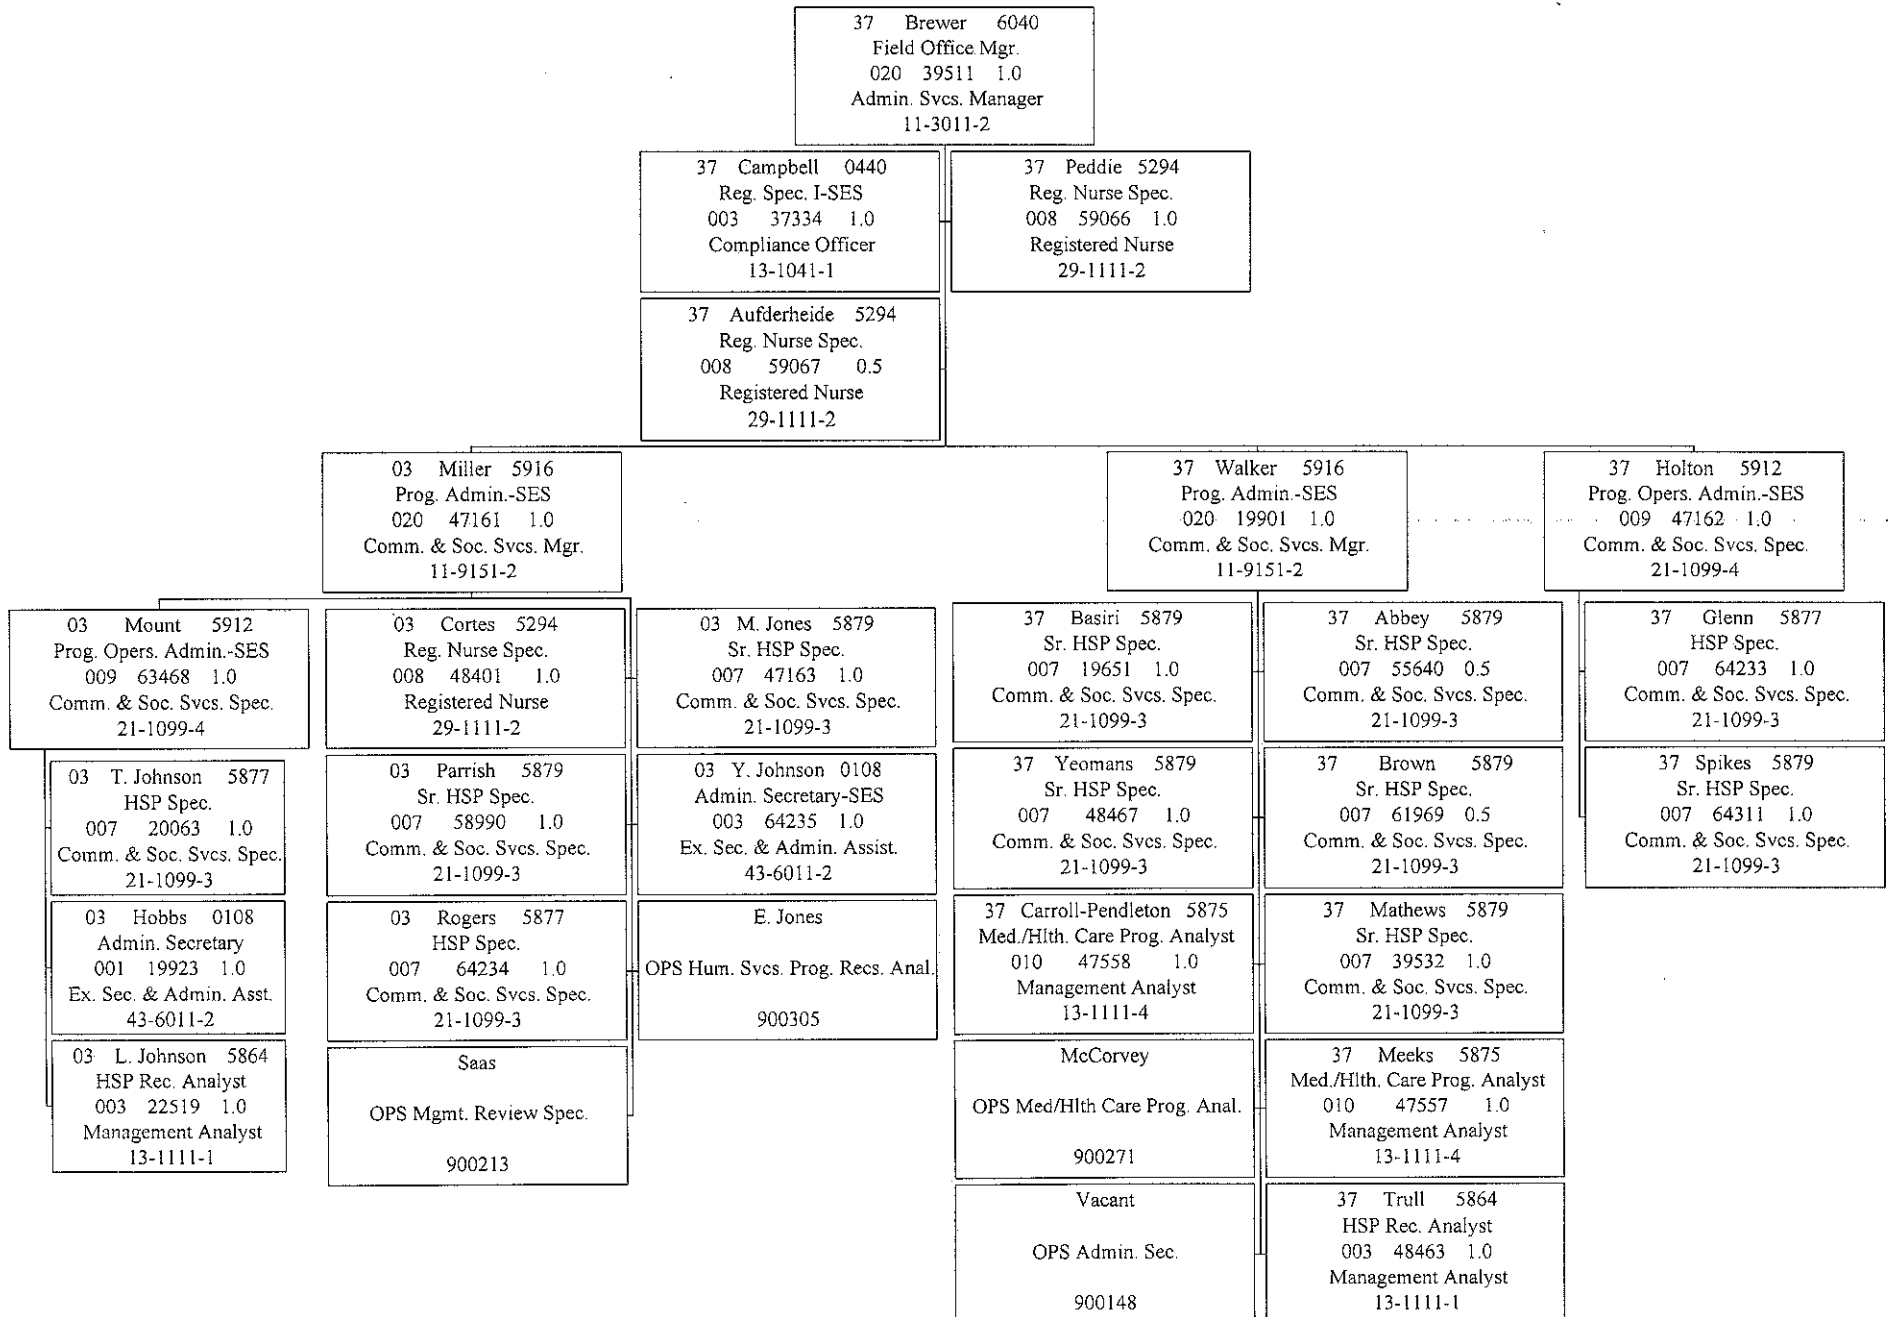 37 Brewer 6040
Field Office Mgr.
020 39511 1.0
Admin. Svcs. Manager
11-3011-2
37 Campbell 0440
Reg. Spec. I-SES
003 37334 1.0
Compliance Officer
13-1041-1
37 Peddie 5294
Reg. Nurse Spec.
008 59066 1.0
Registered Nurse
29-1111-2
37 Aufderheide 5294
Reg. Nurse Spec.
008 59067 0.5
Registered Nurse
29-1111-2
03 Miller 5916
Prog. Admin.-SES
020 47161 1.0
Comm. & Soc. Svcs. Mgr.
11-9151-2
37 Walker 5916
Prog. Admin.-SES
020 19901 1.0
Comm. & Soc. Svcs. Mgr.
11-9151-2
37 Holton 5912
Prog. Opers. Admin.-SES
009 47162 1.0
Comm. & Soc. Svcs. Spec.
21-1099-4
03 Mount 5912
Prog. Opers. Admin.-SES
009 63468 1.0
Comm. & Soc. Svcs. Spec.
21-1099-4
03 Cortes 5294
Reg. Nurse Spec.
008 48401 1.0
Registered Nurse
29-1111-2
03 M. Jones 5879
Sr. HSP Spec.
007 47163 1.0
Comm. & Soc. Svcs. Spec.
21-1099-3
37 Basiri 5879
Sr. HSP Spec.
007 19651 1.0
Comm. & Soc. Svcs. Spec.
21-1099-3
37 Abbey 5879
Sr. HSP Spec.
007 55640 0.5
Comm. & Soc. Svcs. Spec.
21-1099-3
37 Glenn 5877
HSP Spec.
007 64233 1.0
Comm. & Soc. Svcs. Spec.
21-1099-3
03 T. Johnson 5877
HSP Spec.
007 20063 1.0
Comm. & Soc. Svcs. Spec.
21-1099-3
03 Parrish 5879
Sr. HSP Spec.
007 58990 1.0
Comm. & Soc. Svcs. Spec.
21-1099-3
03 Y. Johnson 0108
Admin. Secretary-SES
003 64235 1.0
Ex. Sec. & Admin. Assist.
43-6011-2
37 Yeomans 5879
Sr. HSP Spec.
007 48467 1.0
Comm. & Soc. Svcs. Spec.
21-1099-3
37 Brown 5879
Sr. HSP Spec.
007 61969 0.5
Comm. & Soc. Svcs. Spec.
21-1099-3
37 Spikes 5879
Sr. HSP Spec.
007 64311 1.0
Comm. & Soc. Svcs. Spec.
21-1099-3
03 Hobbs 0108
Admin. Secretary
001 19923 1.0
Ex. Sec. & Admin. Asst.
43-6011-2
03 Rogers 5877
HSP Spec.
007 64234 1.0
Comm. & Soc. Svcs. Spec.
21-1099-3
E. Jones
OPS Hum. Svcs. Prog. Recs. Anal.
900305
37 Carroll-Pendleton 5875
Med./Hlth. Care Prog. Analyst
010 47558 1.0
Management Analyst
13-1111-4
37 Mathews 5879
Sr. HSP Spec.
007 39532 1.0
Comm. & Soc. Svcs. Spec.
21-1099-3
03 L. Johnson 5864
HSP Rec. Analyst
003 22519 1.0
Management Analyst
13-1111-1
Saas
OPS Mgmt. Review Spec.
900213
McCorvey
OPS Med/Hlth Care Prog. Anal.
900271
37 Meeks 5875
Med./Hlth. Care Prog. Analyst
010 47557 1.0
Management Analyst
13-1111-4
Vacant
OPS Admin. Sec.
900148
37 Trull 5864
HSP Rec. Analyst
003 48463 1.0
Management Analyst
13-1111-1